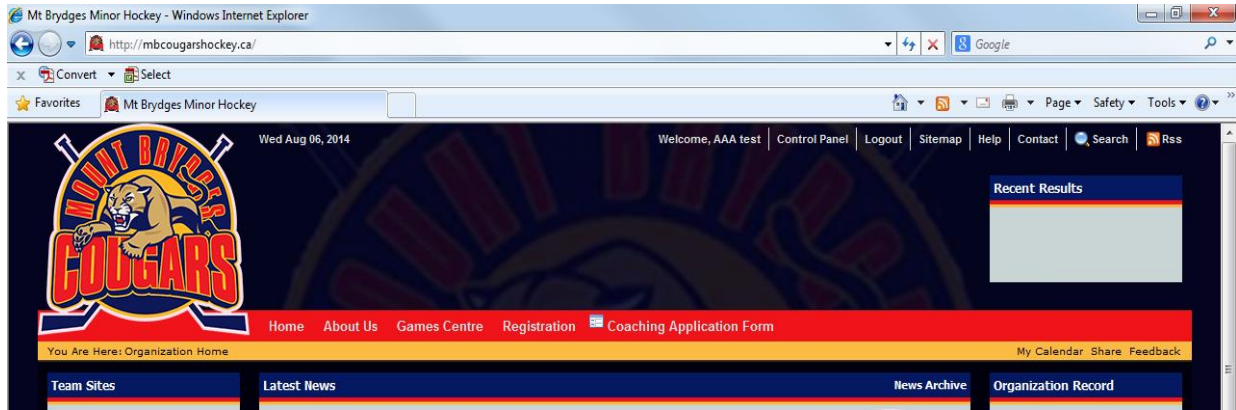 Mt Brydges Minor Hockey - Windows Internet Explorer
http://mbcougarshockey.ca/
Google
x Convert Select
Favorites Mt Brydges Minor Hockey Page Safety Tools
MOUNT BRYDGES
COUGARS
Wed Aug 06, 2014 Welcome, AAA test Control Panel Logout Sitemap Help Contact Search Rss
Recent Results
Home About Us Games Centre Registration Coaching Application Form
You Are Here: Organization Home My Calendar Share Feedback
Team Sites Latest News News Archive Organization Record